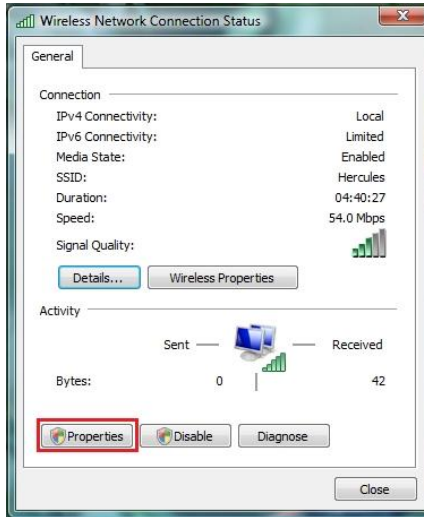 Wireless Network Connection Status
General
Connection
IPv4 Connectivity: Local
IPv6 Connectivity: Limited
Media State: Enabled
SSID: Hercules
Duration: 04:40:27
Speed: 54.0 Mbps
Signal Quality:
Details... Wireless Properties
Activity
Sent Received
Bytes: 0 42
Properties Disable Diagnose
Close